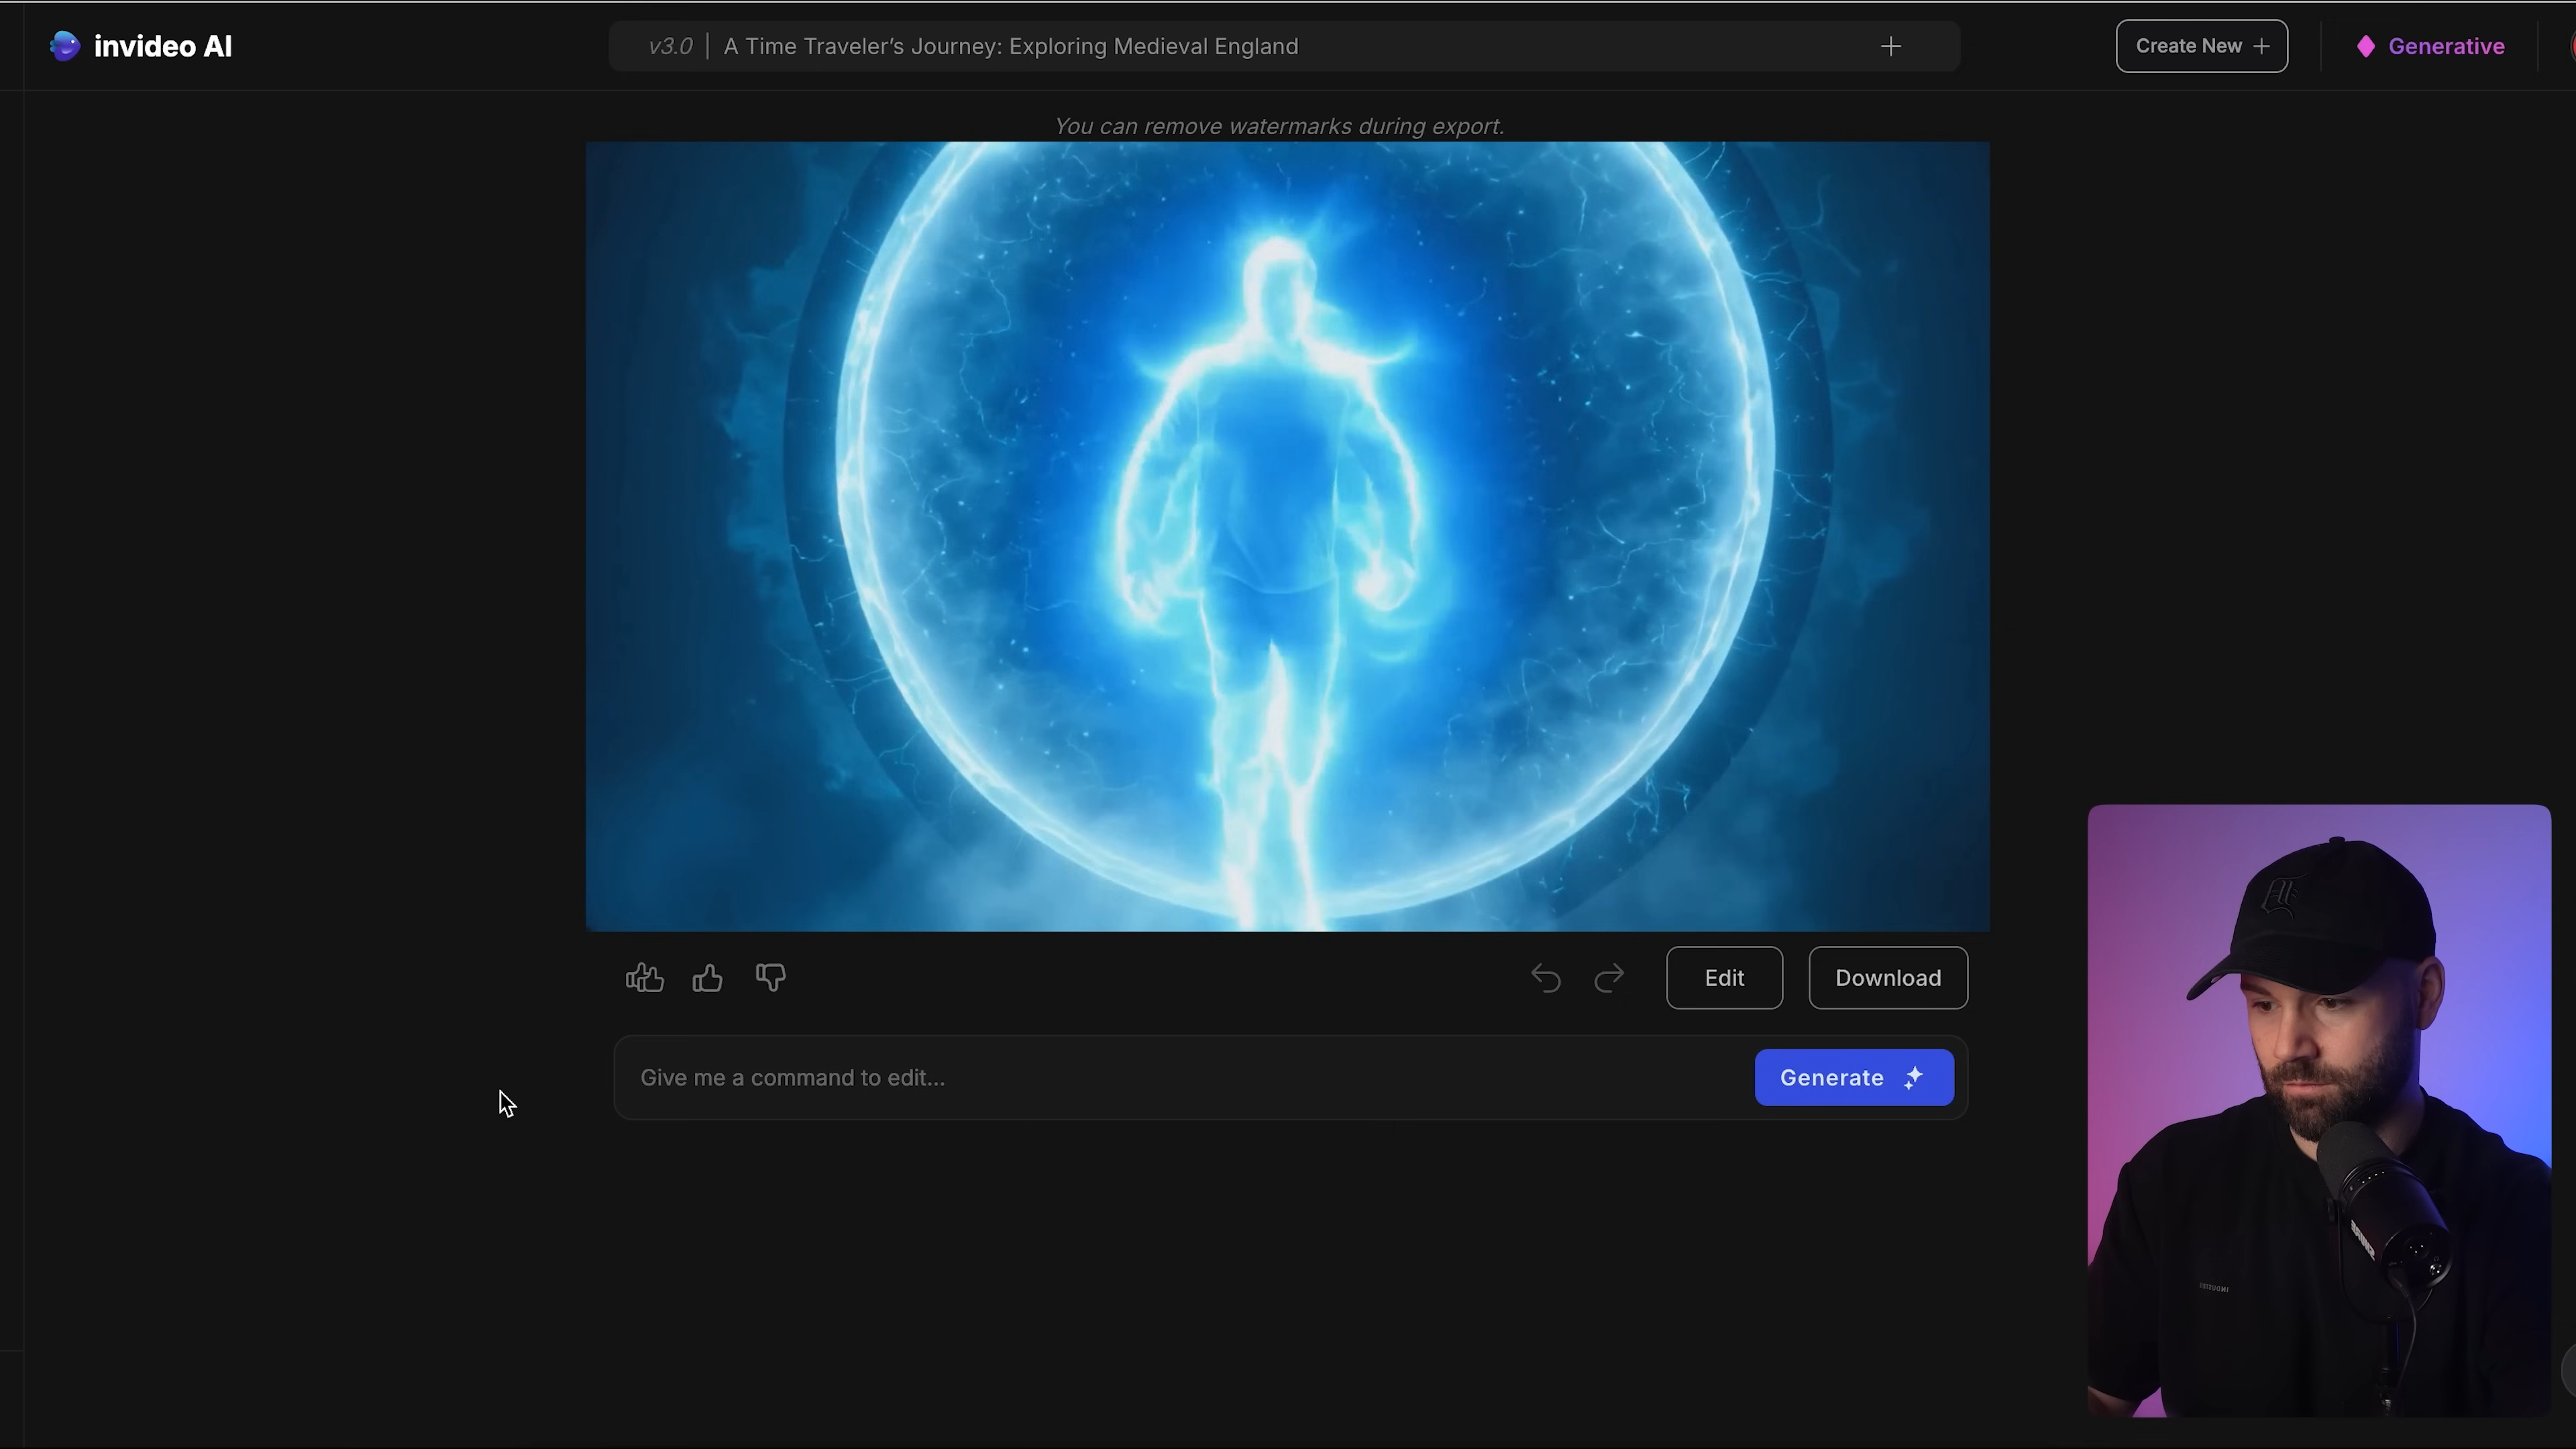 invideo AI
v3.0 | A Time Traveler's Journey: Exploring Medieval England
Create New +
Generative
You can remove watermarks during export.
Edit
Download
Give me a command to edit...
Generate